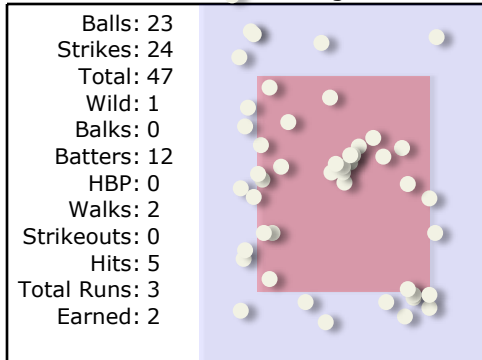 Balls: 23
Strikes: 24
Total: 47
Wild: 1
Balks: 0
Batters: 12
HBP: 0
Walks: 2
Strikeouts: 0
Hits: 5
Total Runs: 3
Earned: 2